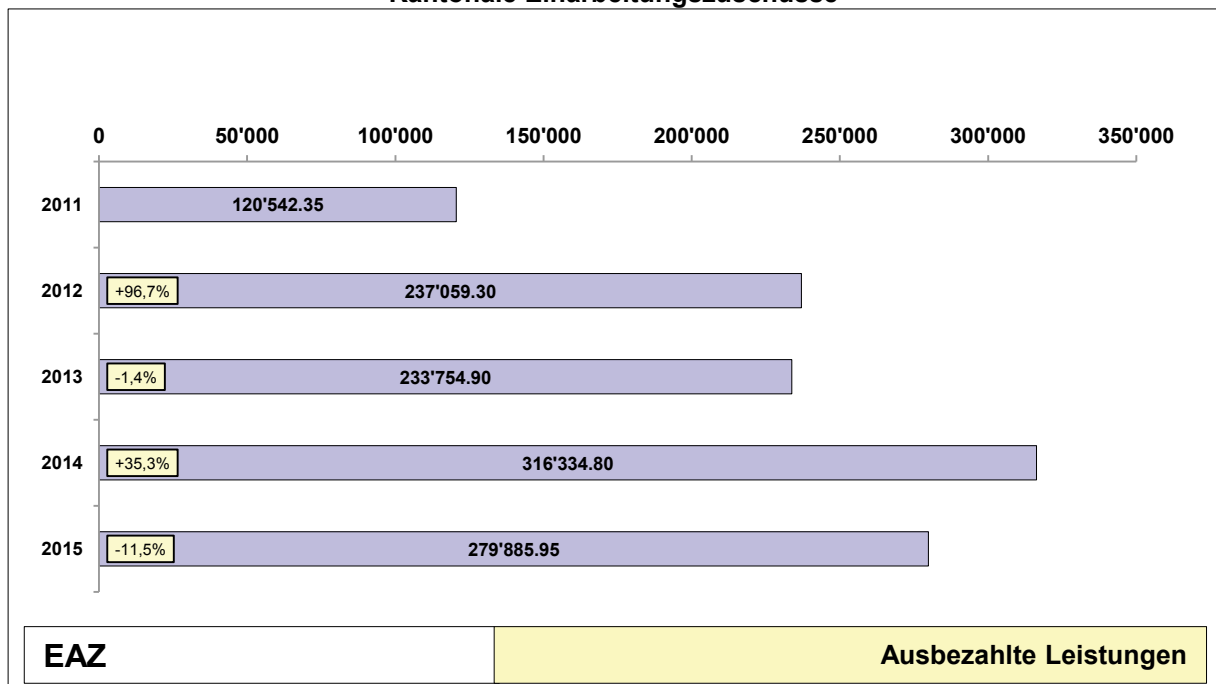 Kantonale Einarbeitungszuschüsse
0 50'000 100'000 150'000 200'000 250'000 300'000 350'000
2011 120'542.35
2012 +96,7% 237'059.30
2013 -1,4% 233'754.90
2014 +35,3% 316'334.80
2015 -11,5% 279'885.95
EAZ Ausbezahlte Leistungen